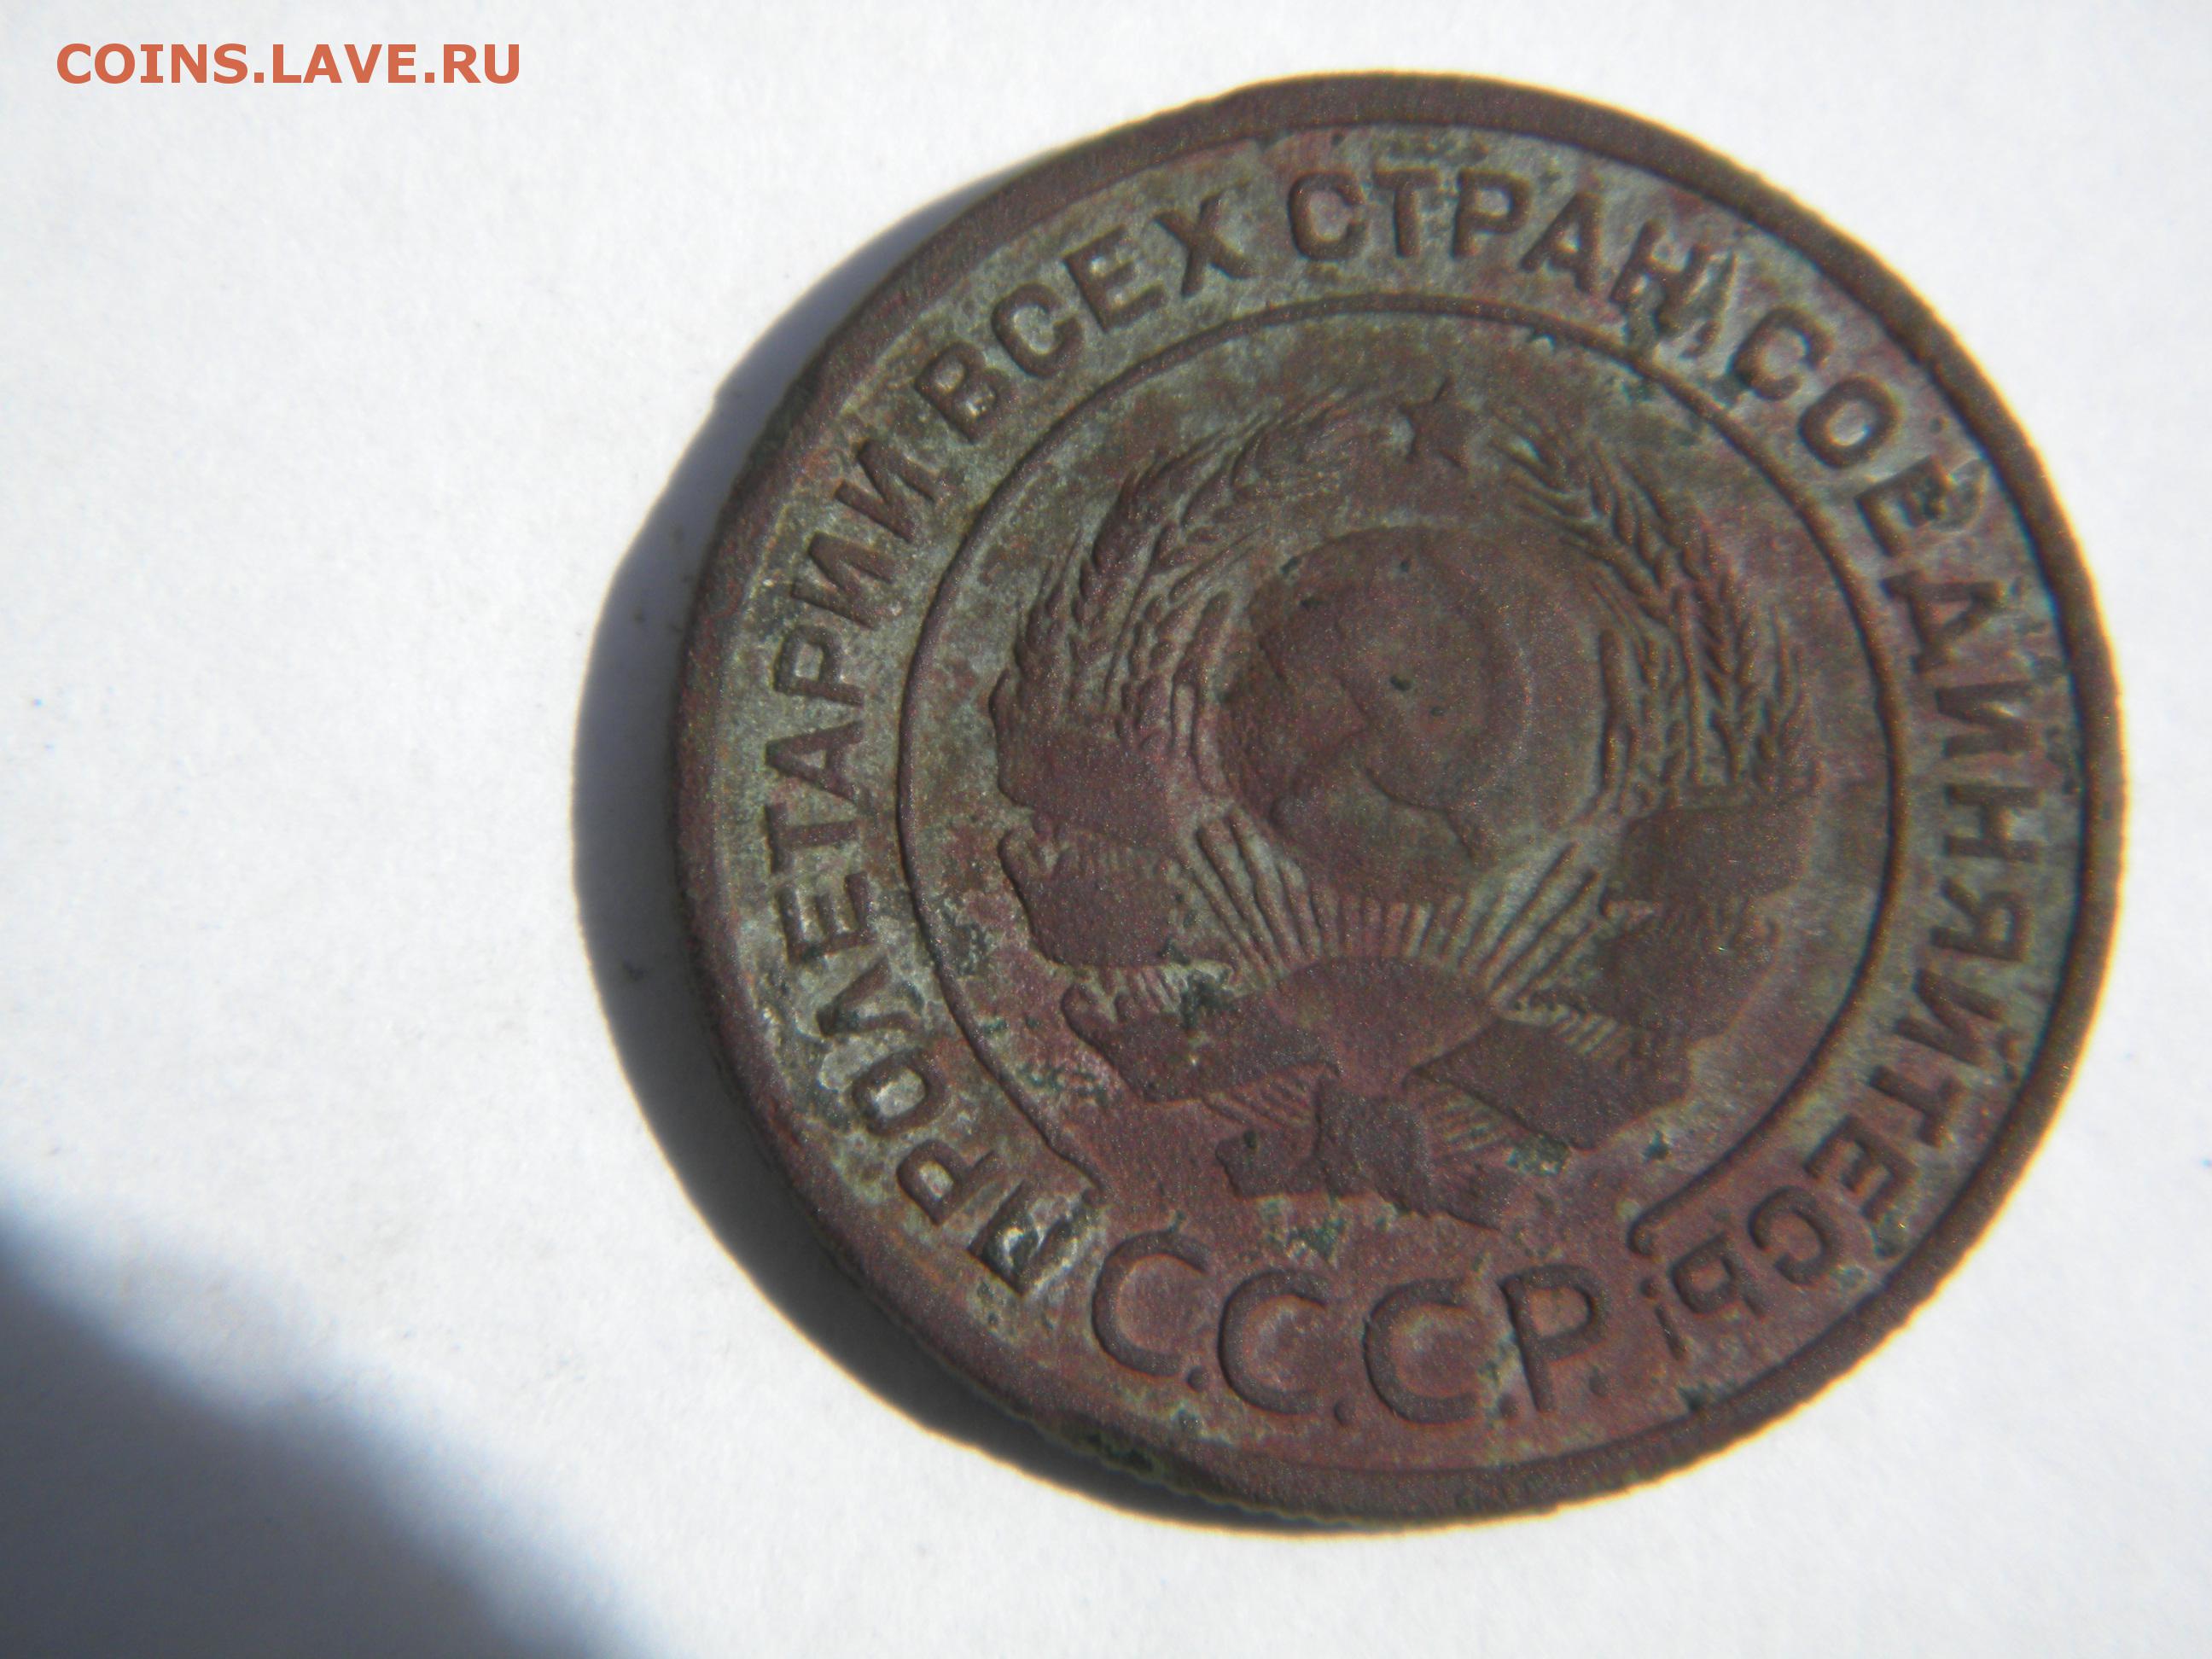 COINS.LAVE.RU
ПРОЛЕТАРИИ ВСЕХ СТРАН, СОЕДИНЯЙТЕСЬ!
С.С.С.Р.